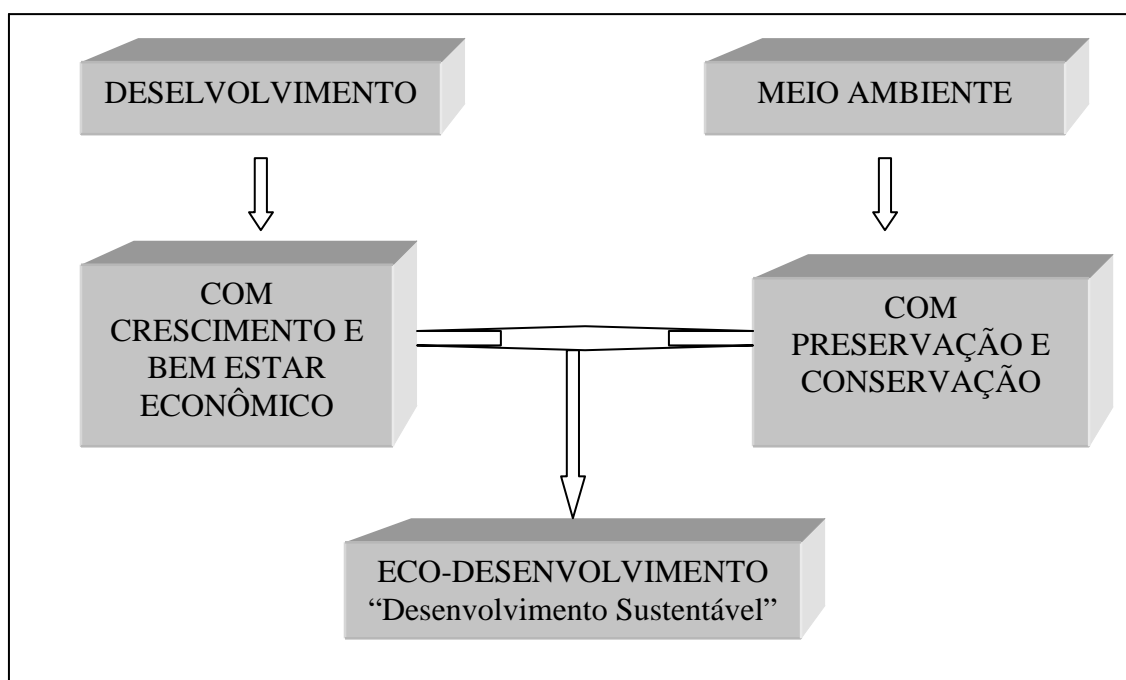 DESELVOLVIMENTO
MEIO AMBIENTE
COM
CRESCIMENTO E
BEM ESTAR
ECONÔMICO
COM
PRESERVAÇÃO E
CONSERVAÇÃO
ECO-DESENVOLVIMENTO
“Desenvolvimento Sustentável”